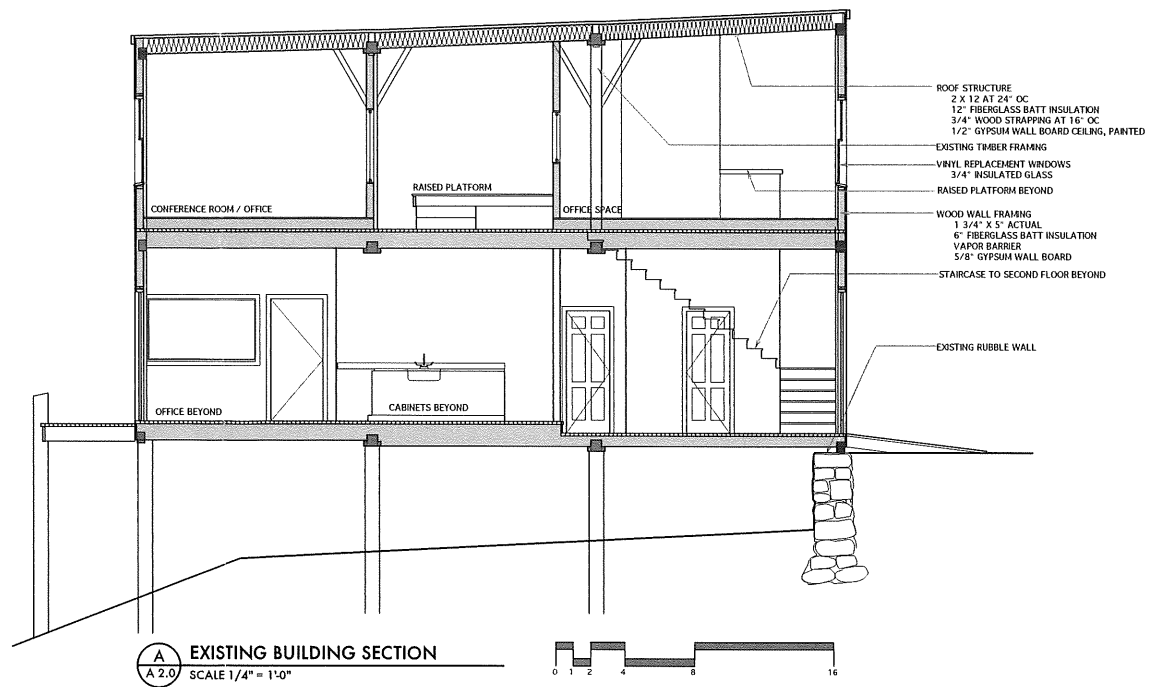 ROOF STRUCTURE
2 X 12 AT 24" OC
12" FIBERGLASS BATT INSULATION
3/4" WOOD STRAPPING AT 16" OC
1/2" GYPSUM WALL BOARD CEILING, PAINTED
EXISTING TIMBER FRAMING
VINYL REPLACEMENT WINDOWS
3/4" INSULATED GLASS
RAISED PLATFORM BEYOND
WOOD WALL FRAMING
1 3/4" X 5" ACTUAL
6" FIBERGLASS BATT INSULATION
VAPOR BARRIER
5/8" GYPSUM WALL BOARD
STAIRCASE TO SECOND FLOOR BEYOND
EXISTING RUBBLE WALL
RAISED PLATFORM
CONFERENCE ROOM / OFFICE
OFFICE SPACE
OFFICE BEYOND
CABINETS BEYOND
A
A 2.0
EXISTING BUILDING SECTION
SCALE 1/4" = 1'-0"
0 1 2 4 8 16